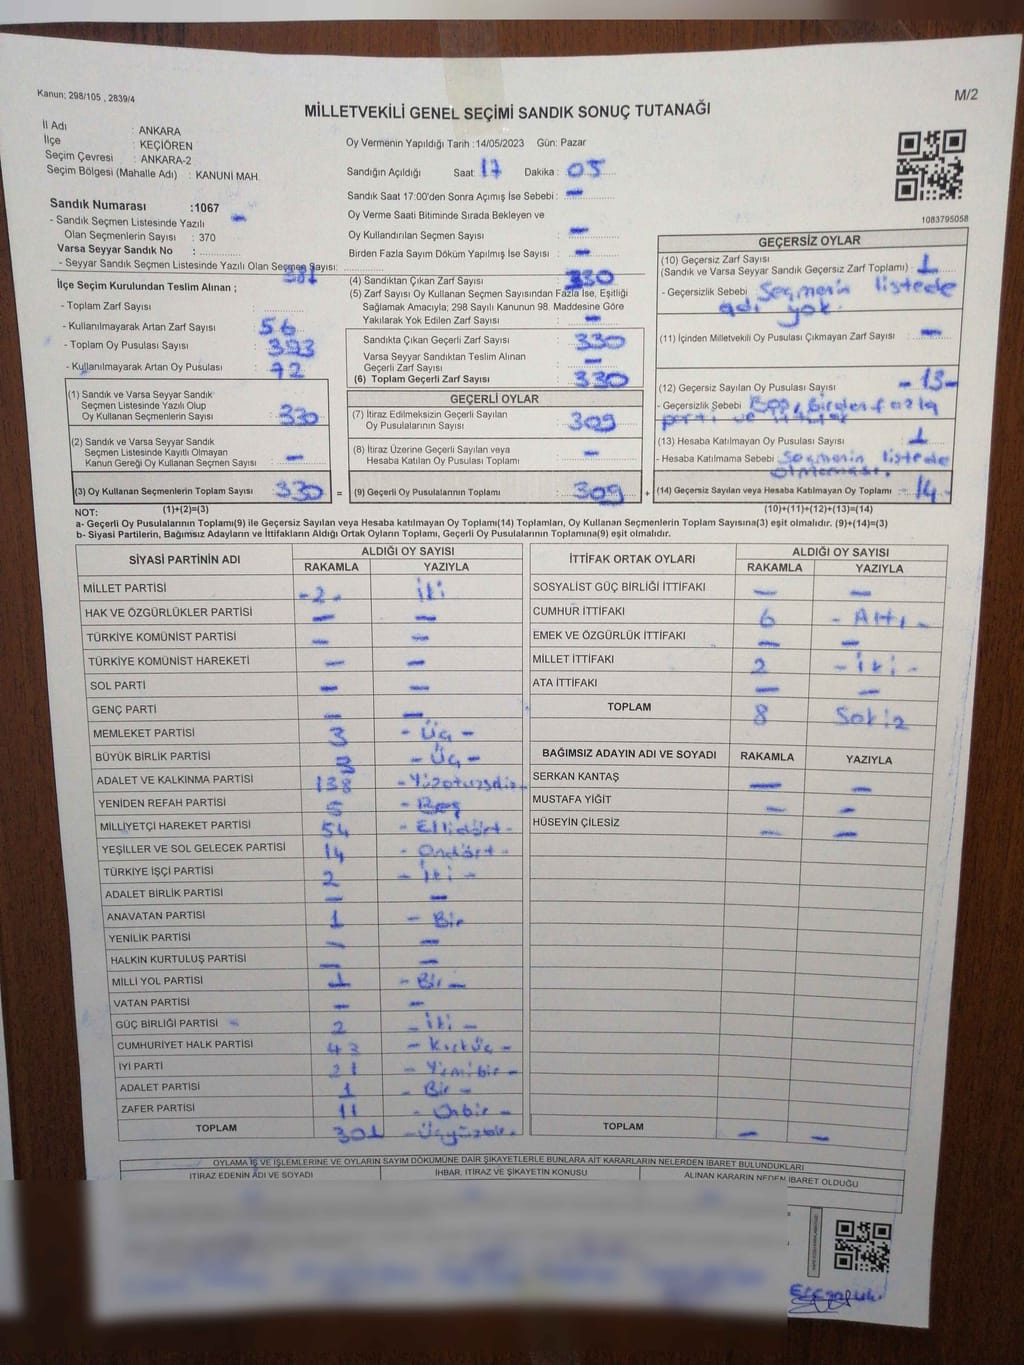 Kanun; 298/105 , 2839/4
M/2
MİLLETVEKİLİ GENEL SEÇİMİ SANDIK SONUÇ TUTANAĞI
İl Adı : ANKARA
İlçe : KEÇİÖREN
Seçim Çevresi : ANKARA-2
Seçim Bölgesi (Mahalle Adı) : KANUNİ MAH.
Sandık Numarası :1067
- Sandık Seçmen Listesinde Yazılı
Olan Seçmenlerin Sayısı : 370
Varsa Seyyar Sandık No :
- Seyyar Sandık Seçmen Listesinde Yazılı Olan Seçmen Sayısı:
İlçe Seçim Kurulundan Teslim Alınan ;
- Toplam Zarf Sayısı :
- Kullanılmayarak Artan Zarf Sayısı : 56
- Toplam Oy Pusulası Sayısı : 393
- Kullanılmayarak Artan Oy Pusulası : 72
Oy Vermenin Yapıldığı Tarih :14/05/2023 Gün: Pazar
Sandığın Açıldığı Saat: 17 Dakika : 05
Sandık Saat 17:00'den Sonra Açımış İse Sebebi : -
Oy Verme Saati Bitiminde Sırada Bekleyen ve
Oy Kullandırılan Seçmen Sayısı : -
Birden Fazla Sayım Döküm Yapılmış İse Sayısı : -
(4) Sandıktan Çıkan Zarf Sayısı : 330
(5) Zarf Sayısı Oy Kullanan Seçmen Sayısından Fazla İse, Eşitliği
Sağlamak Amacıyla; 298 Sayılı Kanunun 98. Maddesine Göre
Yakılarak Yok Edilen Zarf Sayısı : -
1083795058
(1) Sandık ve Varsa Seyyar Sandık
Seçmen Listesinde Yazılı Olup
Oy Kullanan Seçmenlerin Sayısı : 330
(2) Sandık ve Varsa Seyyar Sandık
Seçmen Listesinde Kayıtlı Olmayan
Kanun Gereği Oy Kullanan Seçmen Sayısı : -
(3) Oy Kullanan Seçmenlerin Toplam Sayısı : 330
(1)+(2)=(3)
Sandıkta Çıkan Geçerli Zarf Sayısı : 330
Varsa Seyyar Sandıktan Teslim Alınan
Geçerli Zarf Sayısı : -
(6) Toplam Geçerli Zarf Sayısı : 330
GEÇERLİ OYLAR
(7) İtiraz Edilmeksizin Geçerli Sayılan
Oy Pusulalarının Sayısı : 309
(8) İtiraz Üzerine Geçerli Sayılan veya
Hesaba Katılan Oy Pusulası Toplamı : -
= (9) Geçerli Oy Pusulalarının Toplamı : 309 +
GEÇERSİZ OYLAR
(10) Geçersiz Zarf Sayısı
(Sandık ve Varsa Seyyar Sandık Geçersiz Zarf Toplamı) : 1
- Geçersizlik Sebebi : Seçmenin listede
adı yok.
(11) İçinden Milletvekili Oy Pusulası Çıkmayan Zarf Sayısı : -
(12) Geçersiz Sayılan Oy Pusulası Sayısı : -13-
- Geçersizlik Sebebi : Boş, Birden fazla
parti ve ittifak
(13) Hesaba Katılmayan Oy Pusulası Sayısı : 1
- Hesaba Katılmama Sebebi : Seçmenin listede
olmaması.
(14) Geçersiz Sayılan veya Hesaba Katılmayan Oy Toplamı : -14-
(10)+(11)+(12)+(13)=(14)
NOT:
a- Geçerli Oy Pusulalarının Toplamı(9) ile Geçersiz Sayılan veya Hesaba katılmayan Oy Toplamı(14) Toplamları, Oy Kullanan Seçmenlerin Toplam Sayısına(3) eşit olmalıdır. (9)+(14)=(3)
b- Siyasi Partilerin, Bağımsız Adayların ve İttifakların Aldığı Ortak Oyların Toplamı, Geçerli Oy Pusulalarının Toplamına(9) eşit olmalıdır.
SİYASİ PARTİNİN ADI ALDIĞI OY SAYISI
RAKAMLA YAZIYLA
MİLLET PARTİSİ -2- İki
HAK VE ÖZGÜRLÜKLER PARTİSİ - -
TÜRKİYE KOMÜNİST PARTİSİ - -
TÜRKİYE KOMÜNİST HAREKETİ - -
SOL PARTİ - -
GENÇ PARTİ - -
MEMLEKET PARTİSİ 3 - Üç -
BÜYÜK BİRLİK PARTİSİ 3 - Üç -
ADALET VE KALKINMA PARTİSİ 138 - Yüzotuzsekiz -
YENİDEN REFAH PARTİSİ 5 - Beş
MİLLİYETÇİ HAREKET PARTİSİ 54 - Ellidört -
YEŞİLLER VE SOL GELECEK PARTİSİ 14 - Ondört -
TÜRKİYE İŞÇİ PARTİSİ 2 - İki -
ADALET BİRLİK PARTİSİ - -
ANAVATAN PARTİSİ 1 - Bir
YENİLİK PARTİSİ - -
HALKIN KURTULUŞ PARTİSİ - -
MİLLİ YOL PARTİSİ 1 - Bir -
VATAN PARTİSİ - -
GÜÇ BİRLİĞİ PARTİSİ 2 - İki -
CUMHURİYET HALK PARTİSİ 43 - Kırküç -
İYİ PARTİ 21 - Yirmibir -
ADALET PARTİSİ 1 - Bir -
ZAFER PARTİSİ 11 - Onbir -
TOPLAM 301 - Üçyüzbir -
İTTİFAK ORTAK OYLARI ALDIĞI OY SAYISI
RAKAMLA YAZIYLA
SOSYALİST GÜÇ BİRLİĞİ İTTİFAKI - -
CUMHUR İTTİFAKI 6 - Altı -
EMEK VE ÖZGÜRLÜK İTTİFAKI - -
MİLLET İTTİFAKI 2 - İki -
ATA İTTİFAKI - -
TOPLAM 8 Sekiz
BAĞIMSIZ ADAYIN ADI VE SOYADI RAKAMLA YAZIYLA
SERKAN KANTAŞ - -
MUSTAFA YİĞİT - -
HÜSEYİN ÇİLESİZ - -
TOPLAM - -
OYLAMA İŞ VE İŞLEMLERİNE VE OYLARIN SAYIM DÖKÜMÜNE DAİR ŞİKAYETLERLE BUNLARA AİT KARARLARIN NELERDEN İBARET BULUNDUKLARI
İTİRAZ EDENİN ADI VE SOYADI İHBAR, İTİRAZ VE ŞİKAYETİN KONUSU ALINAN KARARIN NEDEN İBARET OLDUĞU